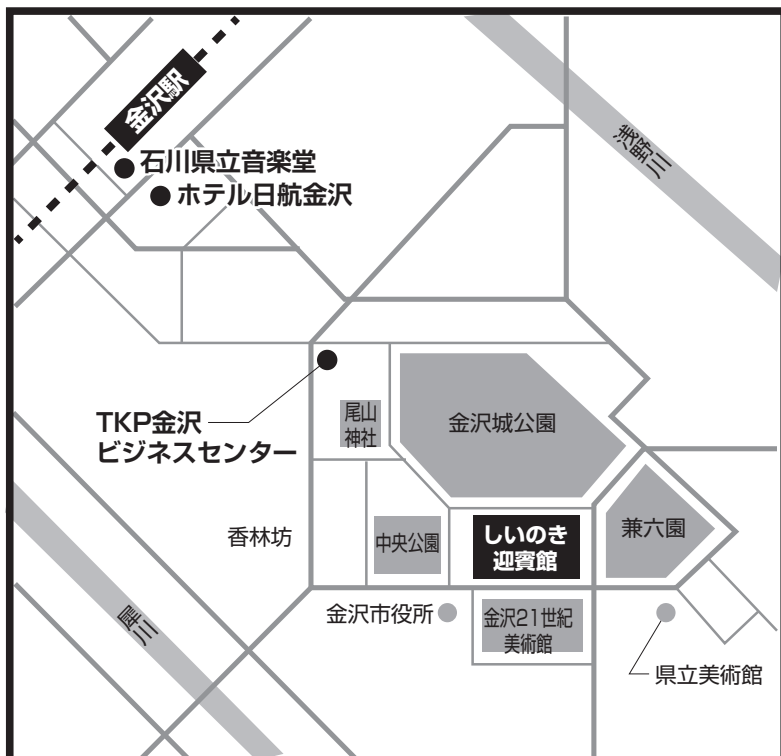 金沢駅
浅野川
石川県立音楽堂
ホテル日航金沢
TKP金沢
ビジネスセンター
尾山
神社
金沢城公園
香林坊
中央公園
しいのき
迎賓館
兼六園
犀川
金沢市役所
金沢21世紀
美術館
県立美術館